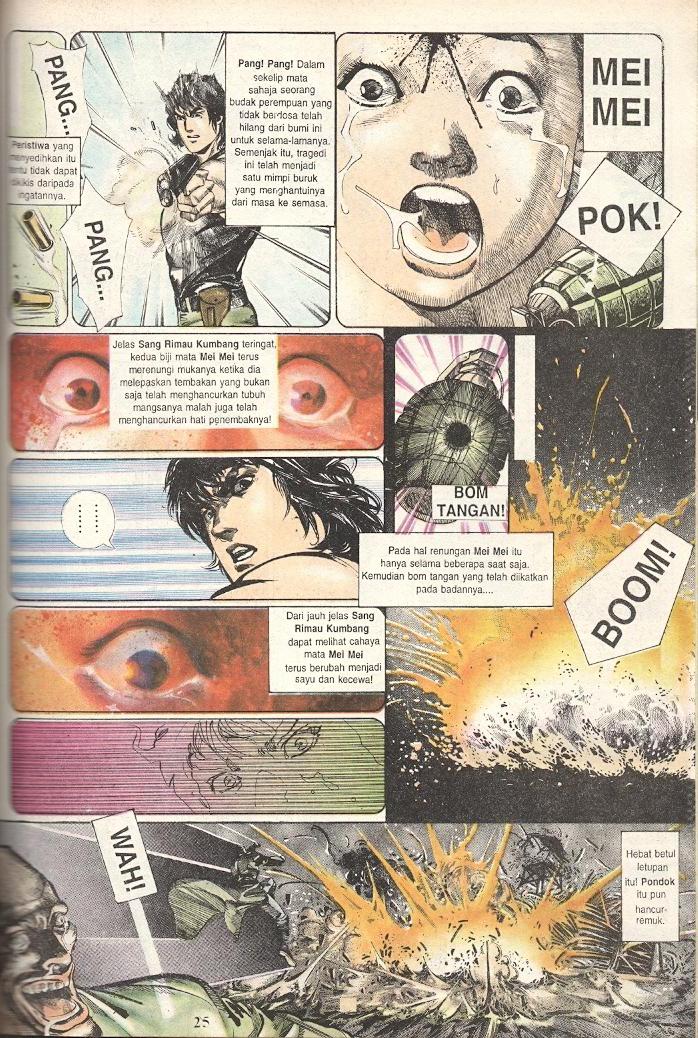 PANG...
Pang! Pang! Dalam
sekelip mata
sahaja seorang
budak perempuan yang
tidak berdosa telah
hilang dari bumi ini
untuk selama-lamanya.
Semenjak itu, tragedi
ini telah menjadi
satu mimpi buruk
yang menghantuinya
dari masa ke semasa.
MEI
MEI
Peristiwa yang
menyedihkan itu
tentu tidak dapat
dikikis daripada
ingatannya.
PANG...
POK!
Jelas Sang Rimau Kumbang teringat,
kedua biji mata Mei Mei terus
merenungi mukanya ketika dia
melepaskan tembakan yang bukan
saja telah menghancurkan tubuh
mangsanya malah juga telah
menghancurkan hati penembaknya!
BOM
TANGAN!
Pada hal renungan Mei Mei itu
hanya selama beberapa saat saja.
Kemudian bom tangan yang telah diikatkan
pada badannya....
BOOM!
Dari jauh jelas Sang
Rimau Kumbang
dapat melihat cahaya
mata Mei Mei
terus berubah menjadi
sayu dan kecewa!
WAH!
Hebat betul
letupan
itu! Pondok
itu pun
hancur-
remuk.
25